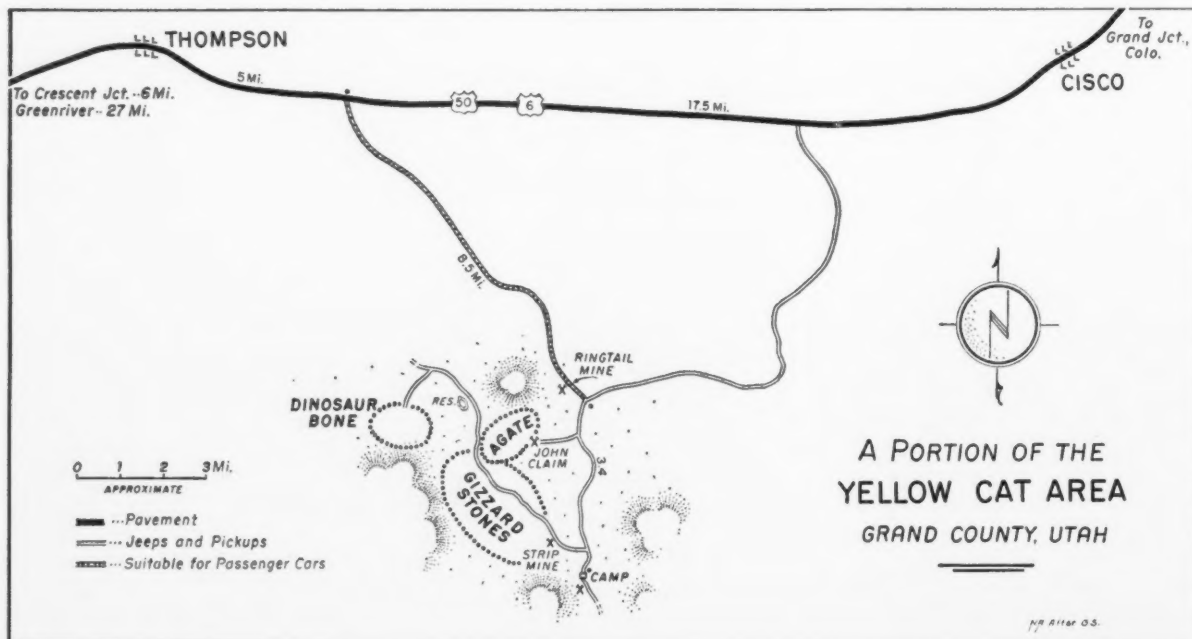 THOMPSON
To Crescent Jct.--6 Mi.
Greenriver--27 Mi.
5 Mi.
50
6
17.5 Mi.
To
Grand Jct.,
Colo.
CISCO
8.5 Mi.
RINGTAIL
MINE
DINOSAUR
BONE
RES.
AGATE
JOHN
CLAIM
3.4
GIZZARD
STONES
STRIP
MINE
CAMP
0 1 2 3 Mi.
APPROXIMATE
...Pavement
...Jeeps and Pickups
...Suitable for Passenger Cars
N
A PORTION OF THE
YELLOW CAT AREA
GRAND COUNTY, UTAH
After O.S.